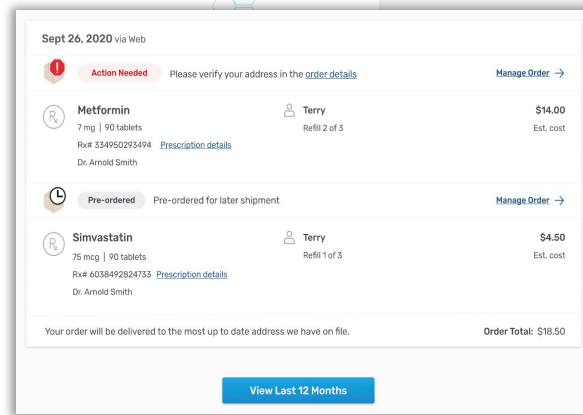 Sept 26, 2020 via Web
Action Needed Please verify your address in the order details Manage Order →
Metformin Terry $14.00
7 mg | 90 tablets Refill 2 of 3 Est. cost
Rx# 334950293494 Prescription details
Dr. Arnold Smith
Pre-ordered Pre-ordered for later shipment Manage Order →
Simvastatin Terry $4.50
75 mcg | 90 tablets Refill 1 of 3 Est. cost
Rx# 6038492824733 Prescription details
Dr. Arnold Smith
Your order will be delivered to the most up to date address we have on file. Order Total: $18.50
View Last 12 Months